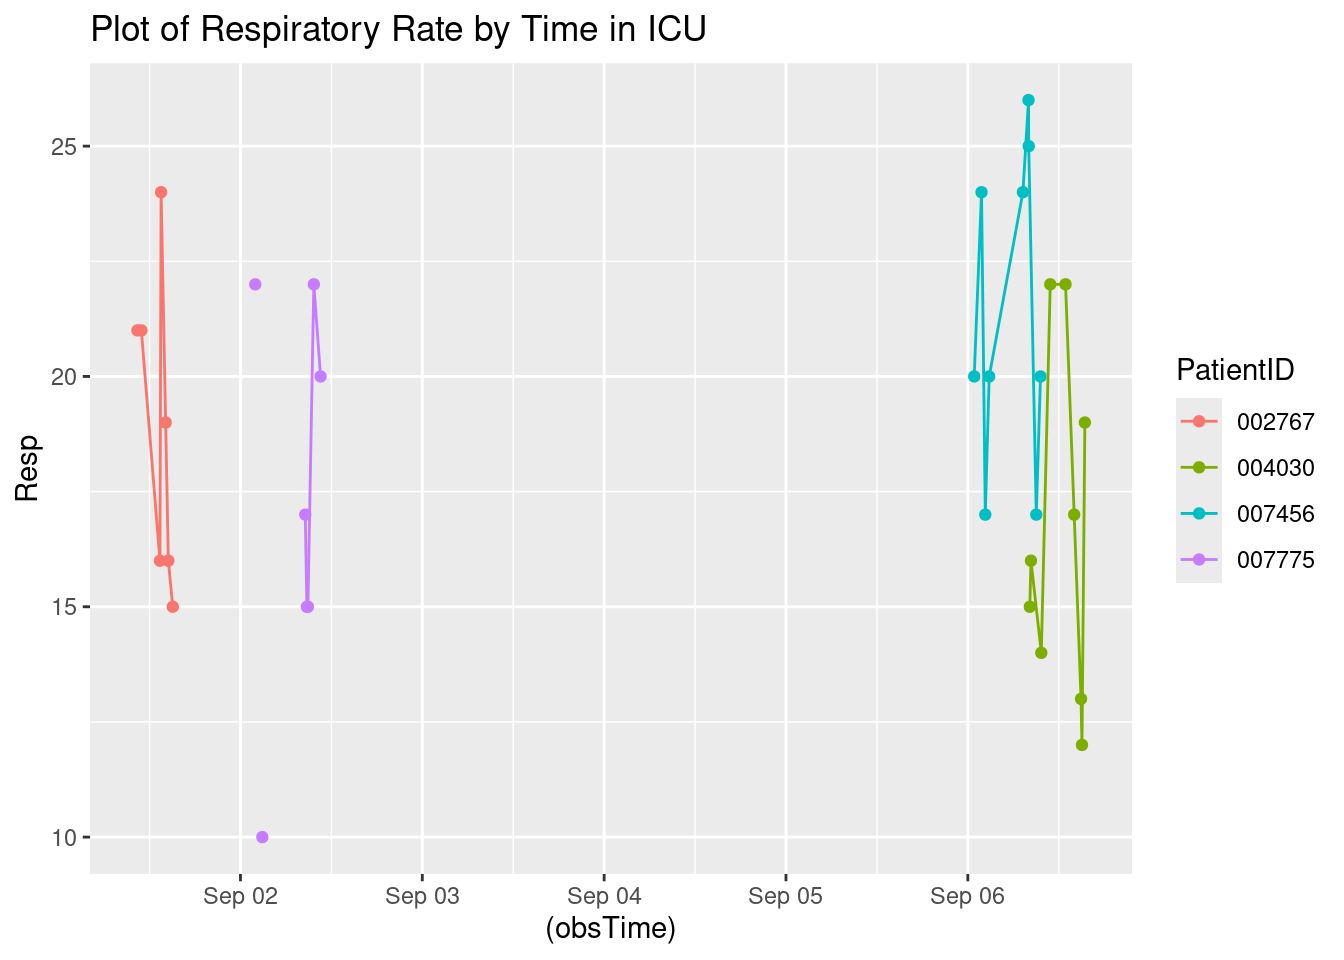 Plot of Respiratory Rate by Time in ICU
25
20
15
10
Resp
Sep 02 Sep 03 Sep 04 Sep 05 Sep 06
(obsTime)
PatientID
002767
004030
007456
007775